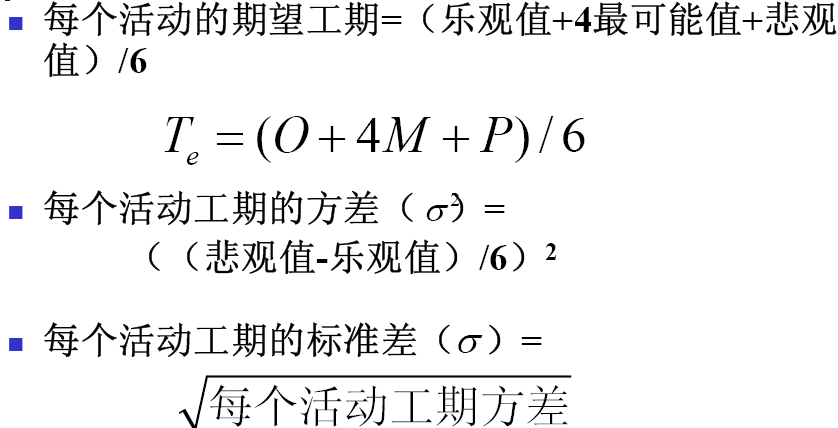 ■ 每个活动的期望工期=（乐观值+4最可能值+悲观
值）/6
Tₑ = (O + 4M + P) / 6
■ 每个活动工期的方差（σ²）=
（（悲观值-乐观值）/6）²
■ 每个活动工期的标准差（σ）=
√每个活动工期方差